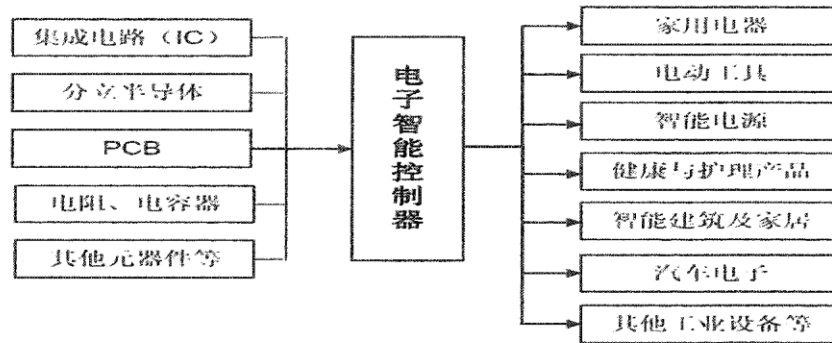 集成电路（IC）
分立半导体
PCB
电阻、电容器
其他元器件等
电子智能控制器
家用电器
电动工具
智能电源
健康与护理产品
智能建筑及家居
汽车电子
其他工业设备等